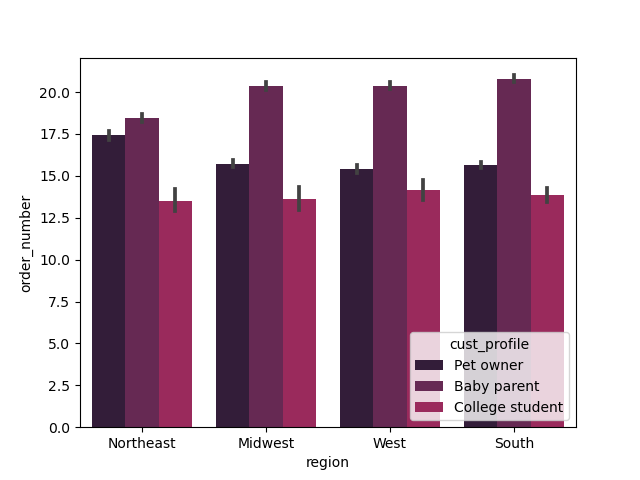 order_number
20.0
17.5
15.0
12.5
10.0
7.5
5.0
2.5
0.0
cust_profile
Pet owner
Baby parent
College student
Northeast Midwest West South
region